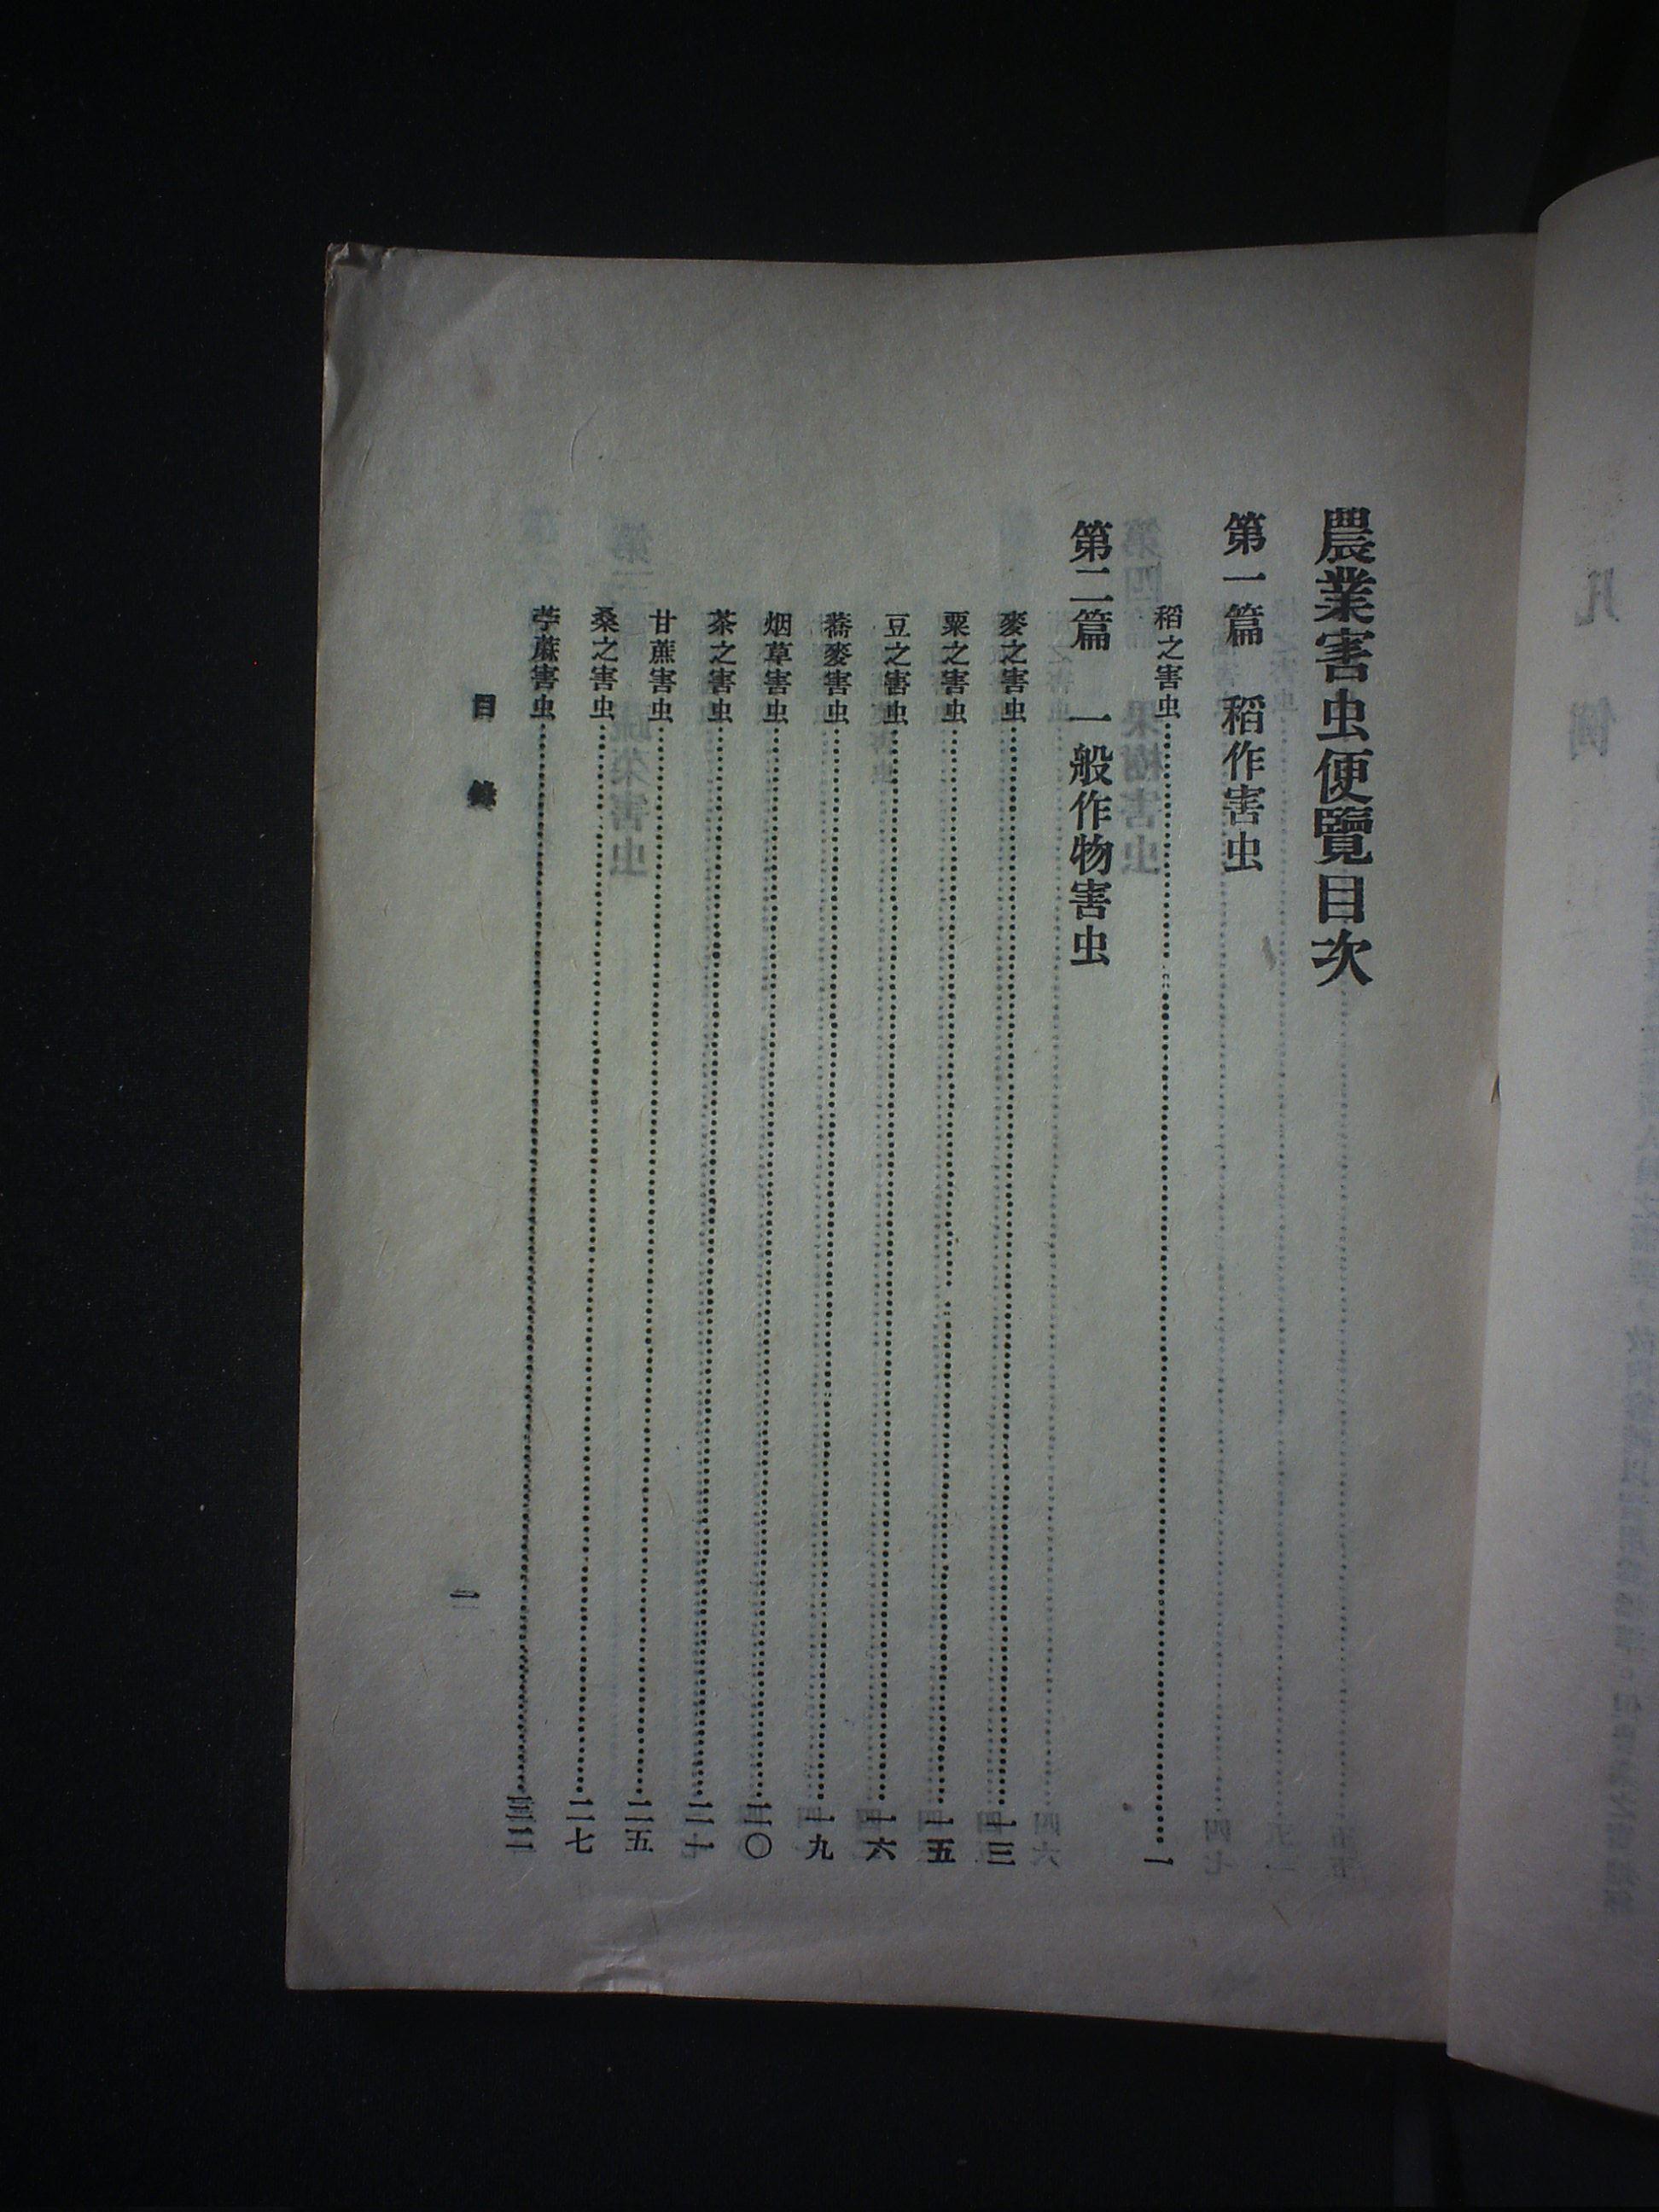 農業害虫便覽目次
第一篇　稻作害虫
稻之害虫…………一
第二篇　一般作物害虫
麥之害虫…………一三
粟之害虫…………一五
豆之害虫…………一六
蕎麥害虫…………一九
烟草害虫…………二〇
茶之害虫…………二一
甘蔗害虫…………二五
桑之害虫…………二七
苧蔴害虫…………三二
目錄
一
凡例